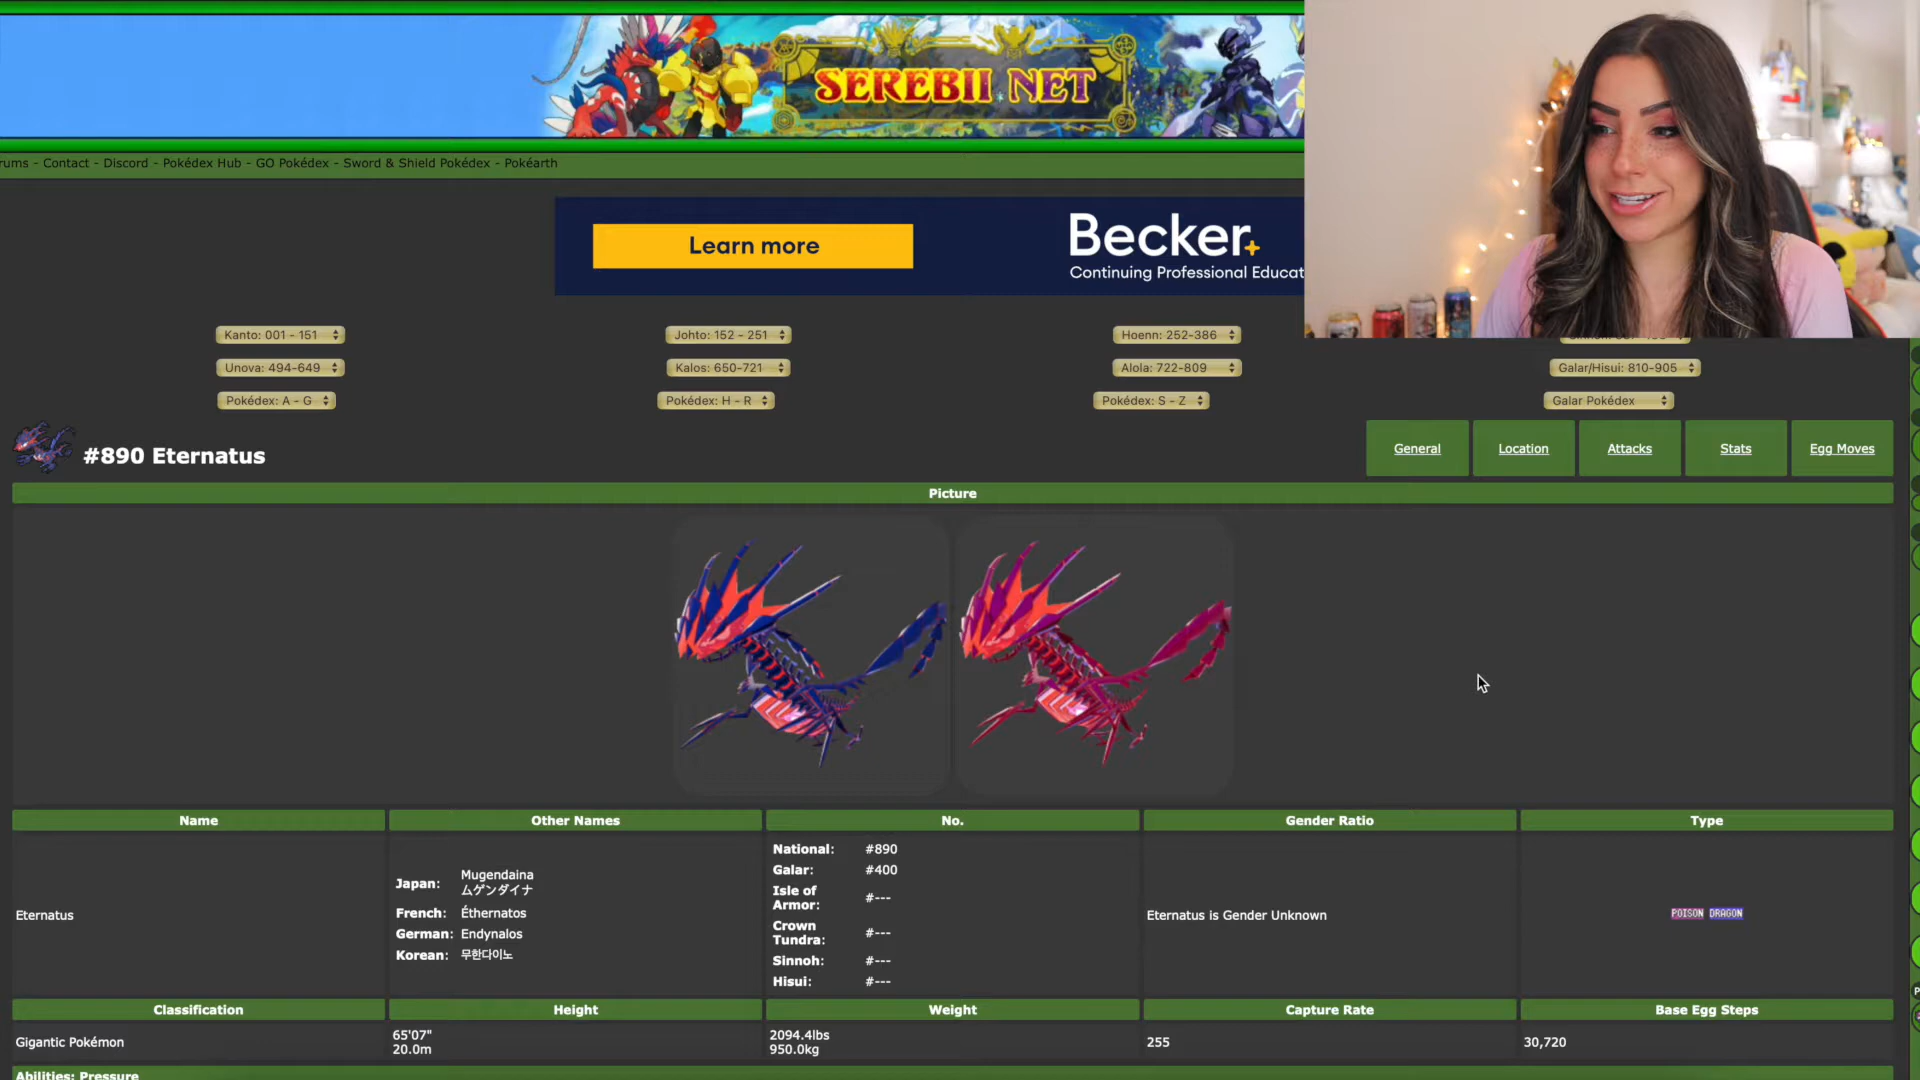 SEREBII.NET
rums - Contact - Discord - Pokédex Hub - GO Pokédex - Sword & Shield Pokédex - Pokéarth
Learn more
Becker+
Continuing Professional Educat
Kanto: 001 - 151
Johto: 152 - 251
Hoenn: 252-386
Unova: 494-649
Kalos: 650-721
Alola: 722-809
Galar/Hisui: 810-905
Pokédex: A - G
Pokédex: H - R
Pokédex: S - Z
Galar Pokédex
#890 Eternatus
General
Location
Attacks
Stats
Egg Moves
Picture
Name
Other Names
No.
Gender Ratio
Type
Eternatus
Japan: Mugendaina
ムゲンダイナ
French: Éthernatos
German: Endynalos
Korean: 무한다이노
National: #890
Galar: #400
Isle of
Armor: #---
Crown
Tundra: #---
Sinnoh: #---
Hisui: #---
Eternatus is Gender Unknown
POISON DRAGON
Classification
Height
Weight
Capture Rate
Base Egg Steps
Gigantic Pokémon
65'07"
20.0m
2094.4lbs
950.0kg
255
30,720
Abilities: Pressure